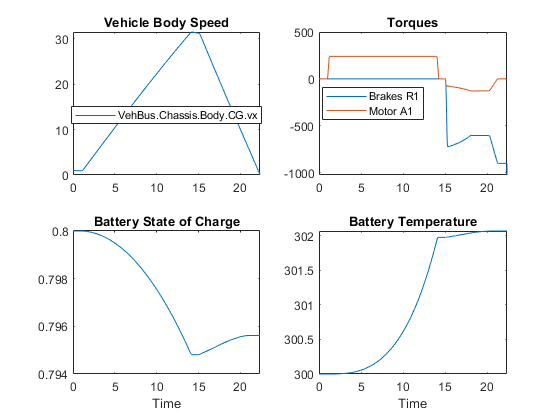 Vehicle Body Speed
30
20
10
0
VehBus.Chassis.Body.CG.vx
0 5 10 15 20
Torques
500
0
-500
-1000
Brakes R1
Motor A1
0 5 10 15 20
Battery State of Charge
0.8
0.798
0.796
0.794
0 5 10 15 20
Time
Battery Temperature
302
301.5
301
300.5
300
0 5 10 15 20
Time